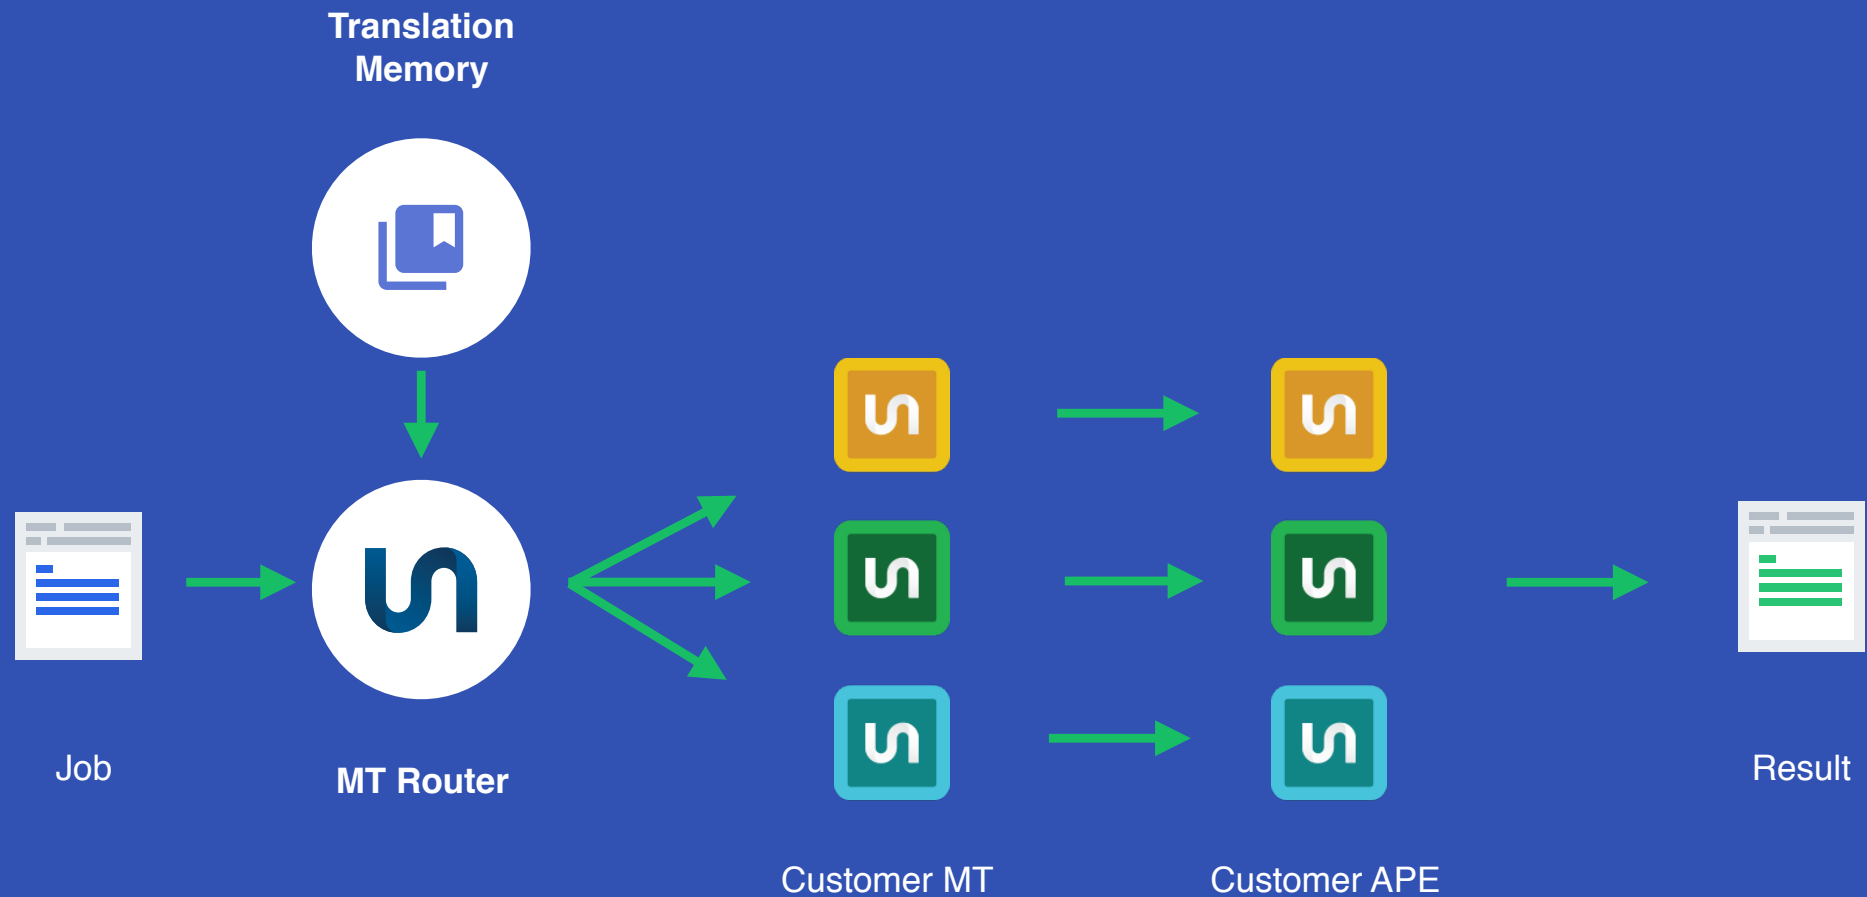 Translation
Memory
Job
MT Router
Customer MT
Customer APE
Result